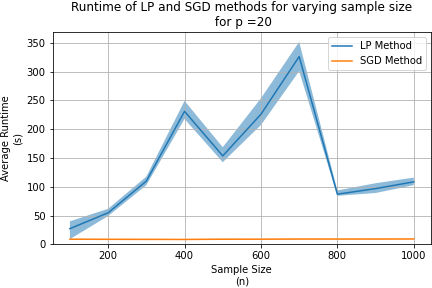 Runtime of LP and SGD methods for varying sample size
for p =20
LP Method
SGD Method
350
300
250
200
150
100
50
0
Average Runtime
(s)
200
400
600
800
1000
Sample Size
(n)